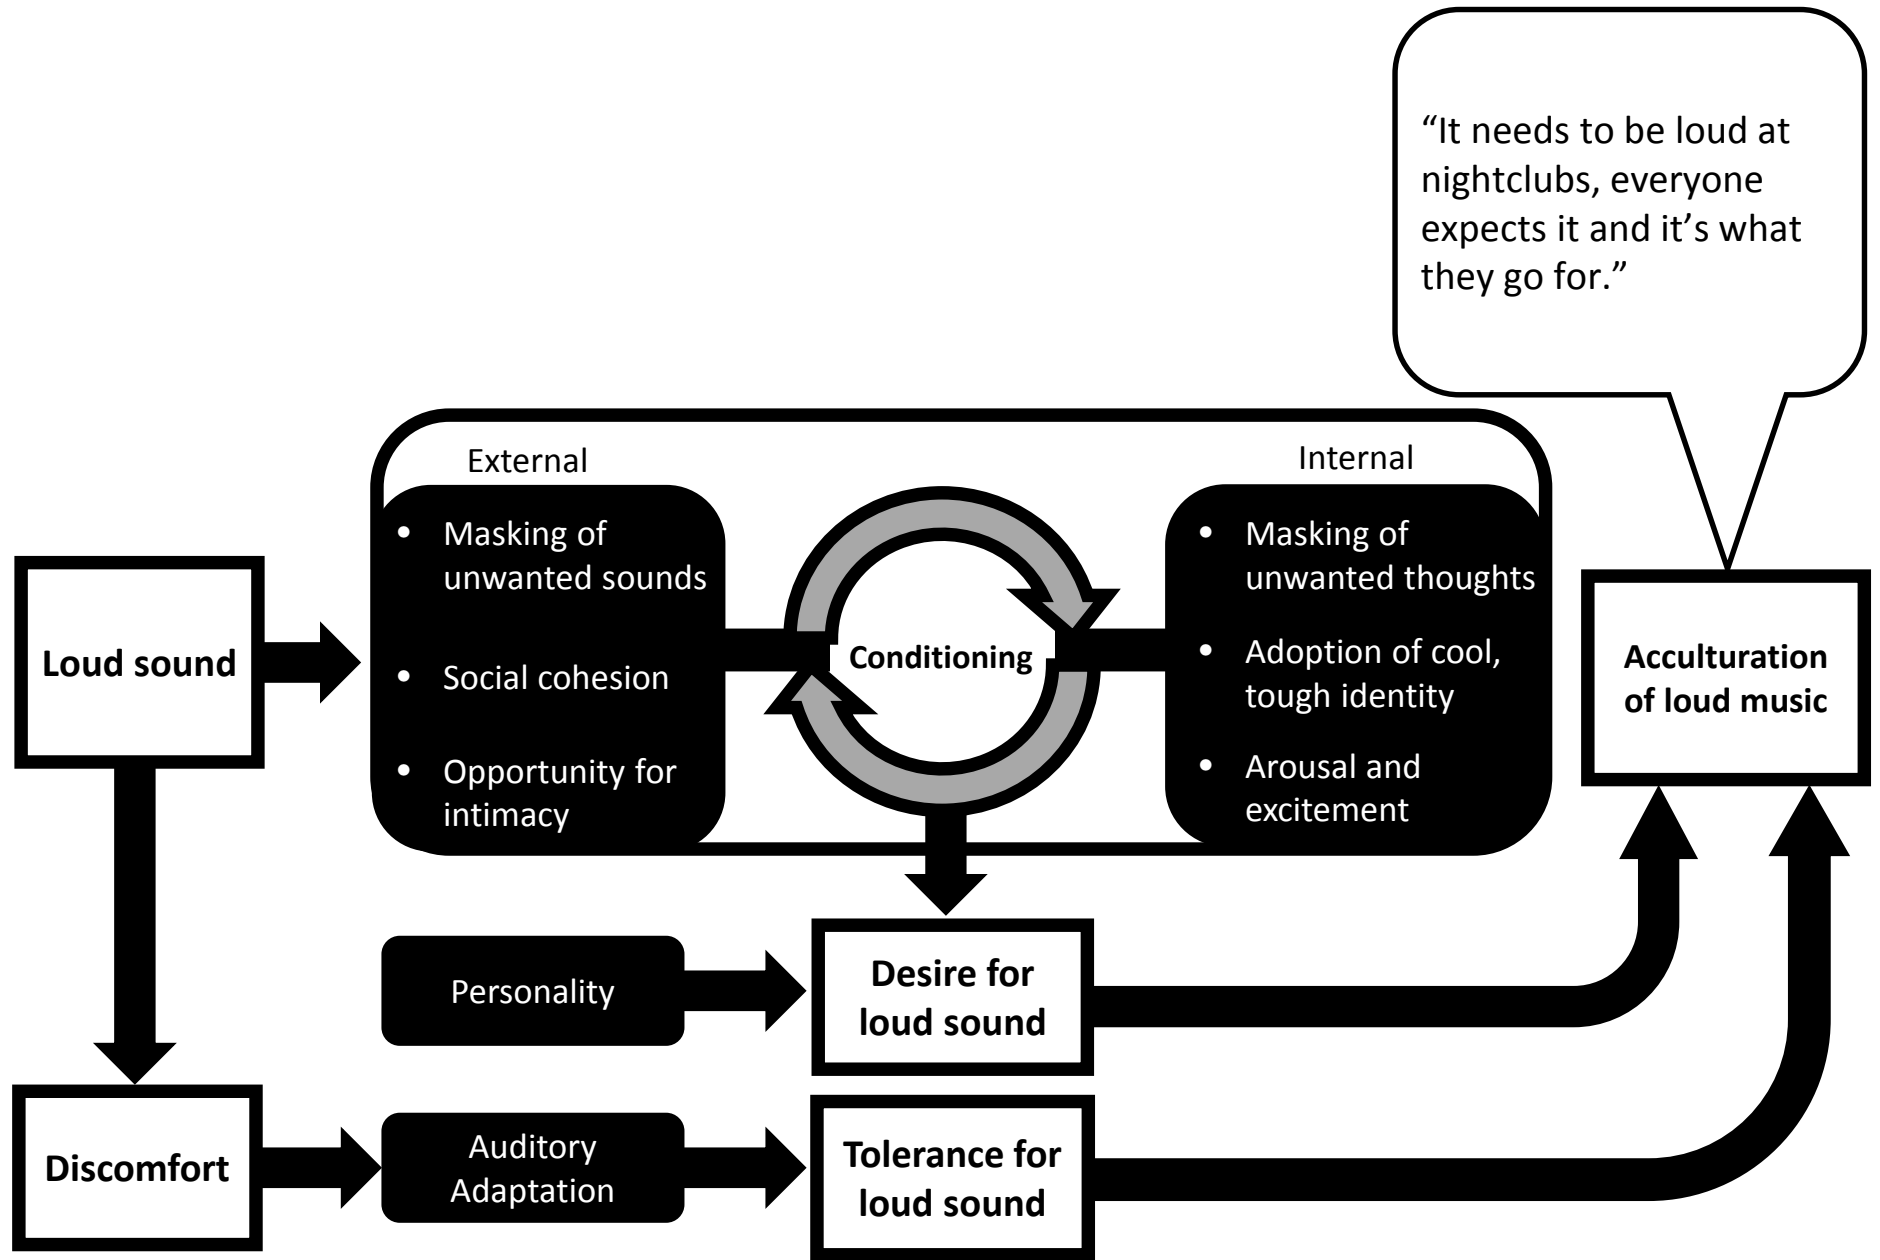 “It needs to be loud at
nightclubs, everyone
expects it and it’s what
they go for.”
External
Internal
• Masking of
unwanted sounds
• Social cohesion
• Opportunity for
intimacy
Conditioning
• Masking of
unwanted thoughts
• Adoption of cool,
tough identity
• Arousal and
excitement
Loud sound
Acculturation
of loud music
Personality
Desire for
loud sound
Discomfort
Auditory
Adaptation
Tolerance for
loud sound